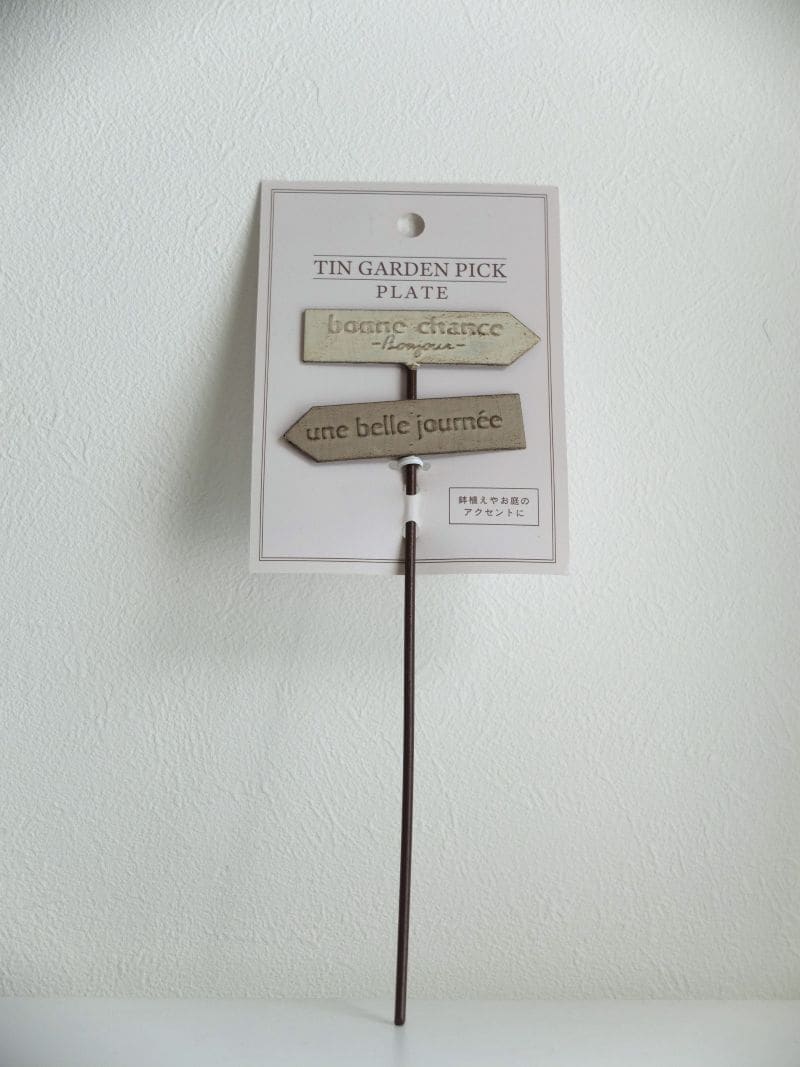 TIN GARDEN PICK
PLATE
bonne chance
-Bonjour-
une belle journée
鉢植えやお庭の
アクセントに